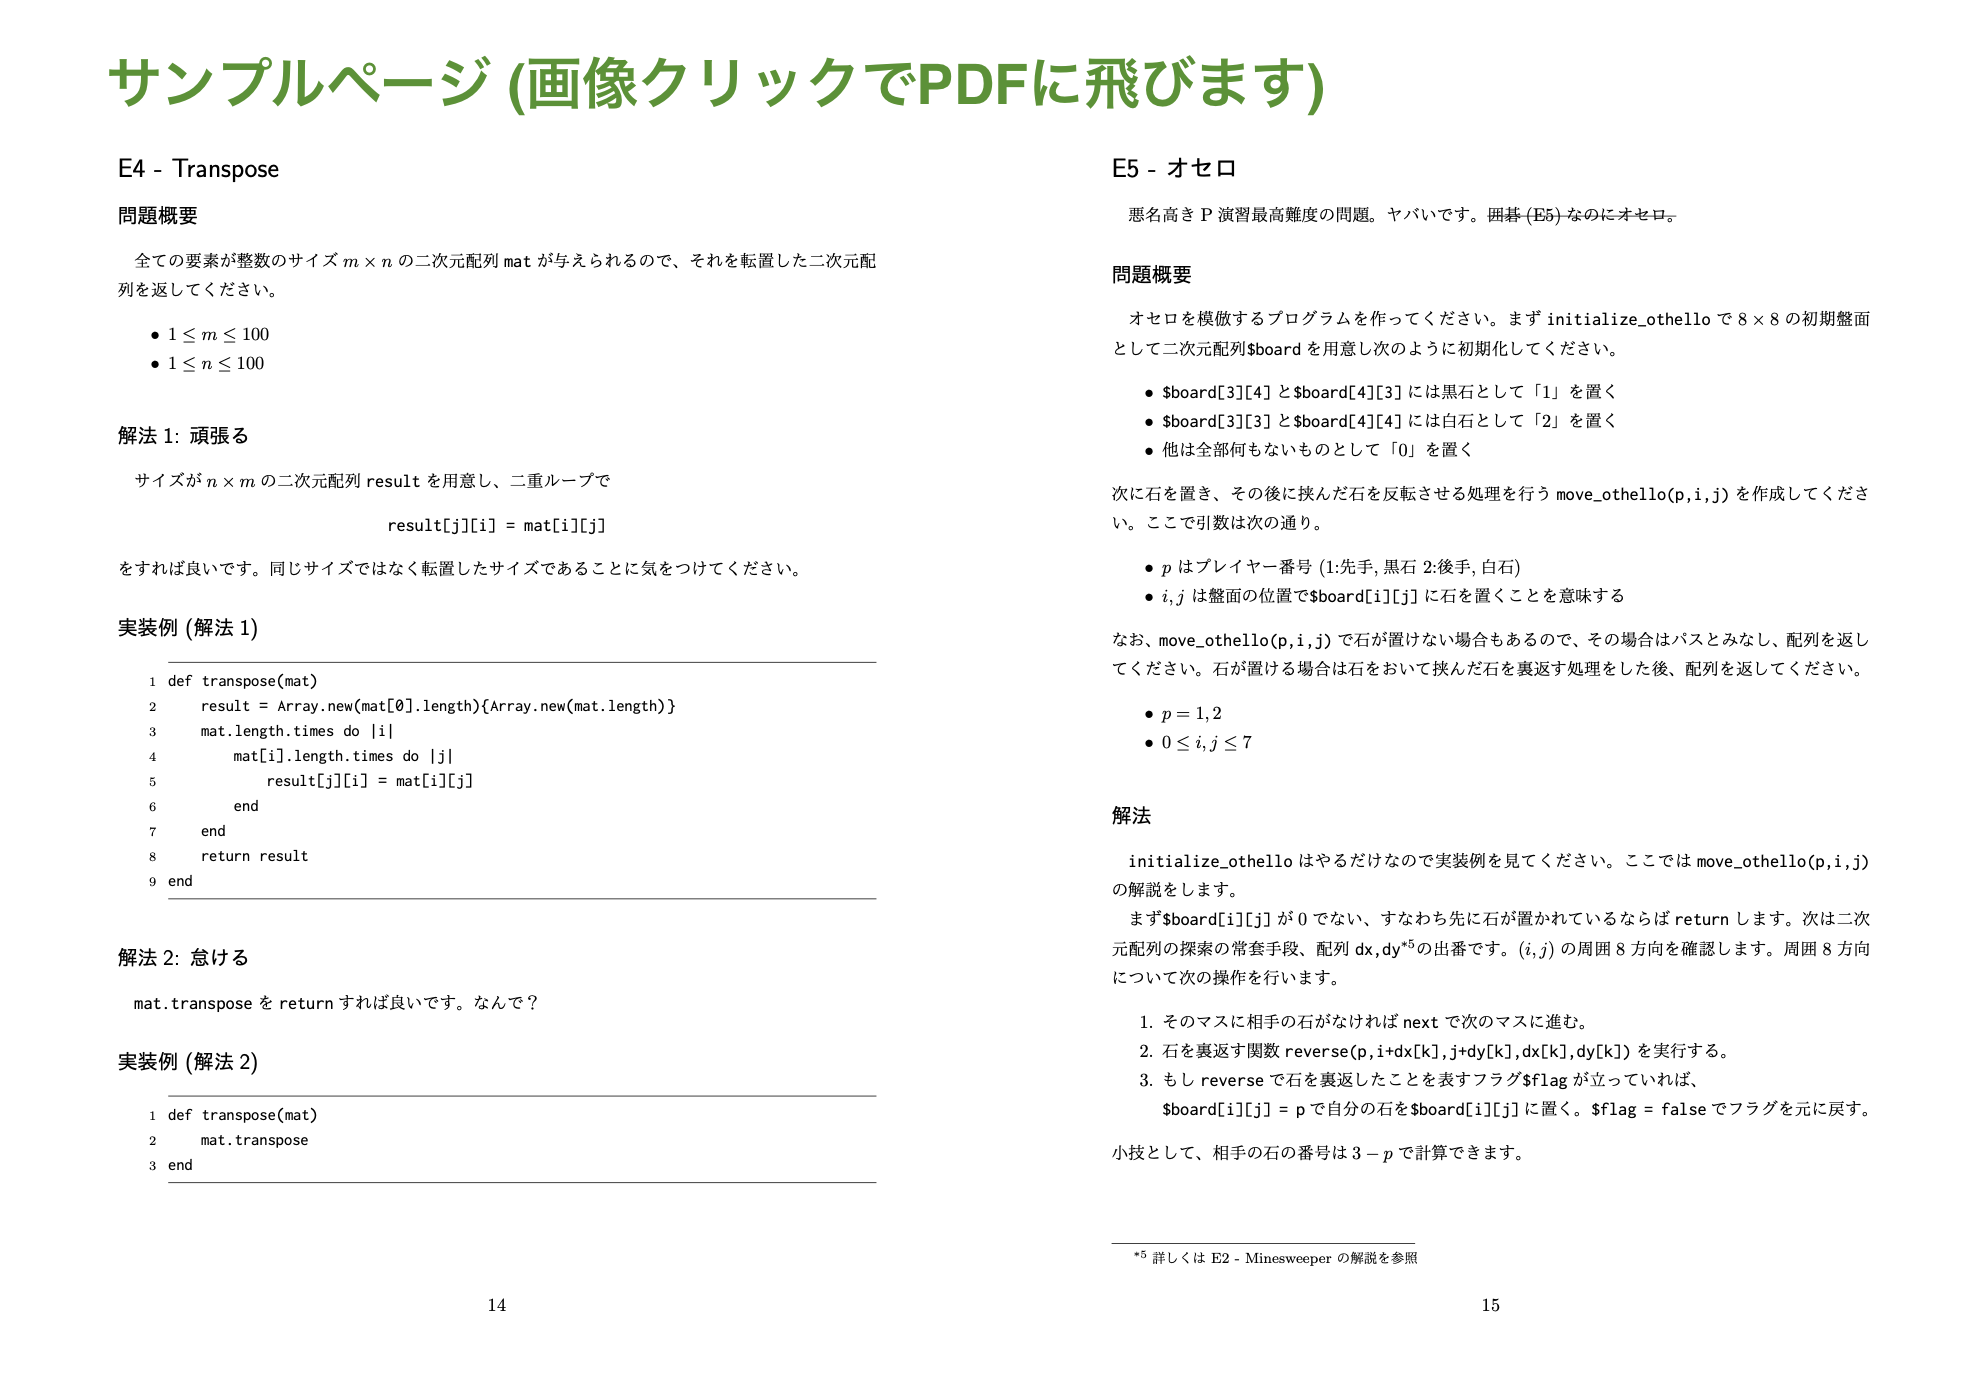 サンプルページ (画像クリックでPDFに飛びます)
E4 - Transpose
問題概要
全ての要素が整数のサイズ m × n の二次元配列 mat が与えられるので、それを転置した二次元配
列を返してください。
• 1 ≤ m ≤ 100
• 1 ≤ n ≤ 100
解法 1: 頑張る
サイズが n × m の二次元配列 result を用意し、二重ループで
result[j][i] = mat[i][j]
をすれば良いです。同じサイズではなく転置したサイズであることに気をつけてください。
実装例 (解法 1)
1 def transpose(mat)
2     result = Array.new(mat[0].length){Array.new(mat.length)}
3     mat.length.times do |i|
4         mat[i].length.times do |j|
5             result[j][i] = mat[i][j]
6         end
7     end
8     return result
9 end
解法 2: 怠ける
mat.transpose を return すれば良いです。なんで？
実装例 (解法 2)
1 def transpose(mat)
2     mat.transpose
3 end
14
E5 - オセロ
悪名高き P 演習最高難度の問題。ヤバいです。囲碁 (E5) なのにオセロ。
問題概要
オセロを模倣するプログラムを作ってください。まず initialize_othello で 8 × 8 の初期盤面
として二次元配列$board を用意し次のように初期化してください。
• $board[3][4] と$board[4][3] には黒石として「1」を置く
• $board[3][3] と$board[4][4] には白石として「2」を置く
• 他は全部何もないものとして「0」を置く
次に石を置き、その後に挟んだ石を反転させる処理を行う move_othello(p,i,j) を作成してくださ
い。ここで引数は次の通り。
• p はプレイヤー番号 (1:先手, 黒石 2:後手, 白石)
• i, j は盤面の位置で$board[i][j] に石を置くことを意味する
なお、move_othello(p,i,j) で石が置けない場合もあるので、その場合はパスとみなし、配列を返し
てください。石が置ける場合は石をおいて挟んだ石を裏返す処理をした後、配列を返してください。
• p = 1, 2
• 0 ≤ i, j ≤ 7
解法
initialize_othello はやるだけなので実装例を見てください。ここでは move_othello(p,i,j)
の解説をします。
まず$board[i][j] が 0 でない、すなわち先に石が置かれているならば return します。次は二次
元配列の探索の常套手段、配列 dx,dy*5の出番です。(i, j) の周囲 8 方向を確認します。周囲 8 方向
について次の操作を行います。
1. そのマスに相手の石がなければ next で次のマスに進む。
2. 石を裏返す関数 reverse(p,i+dx[k],j+dy[k],dx[k],dy[k]) を実行する。
3. もし reverse で石を裏返したことを表すフラグ$flag が立っていれば、
$board[i][j] = p で自分の石を$board[i][j] に置く。$flag = false でフラグを元に戻す。
小技として、相手の石の番号は 3 − p で計算できます。
*5 詳しくは E2 - Minesweeper の解説を参照
15